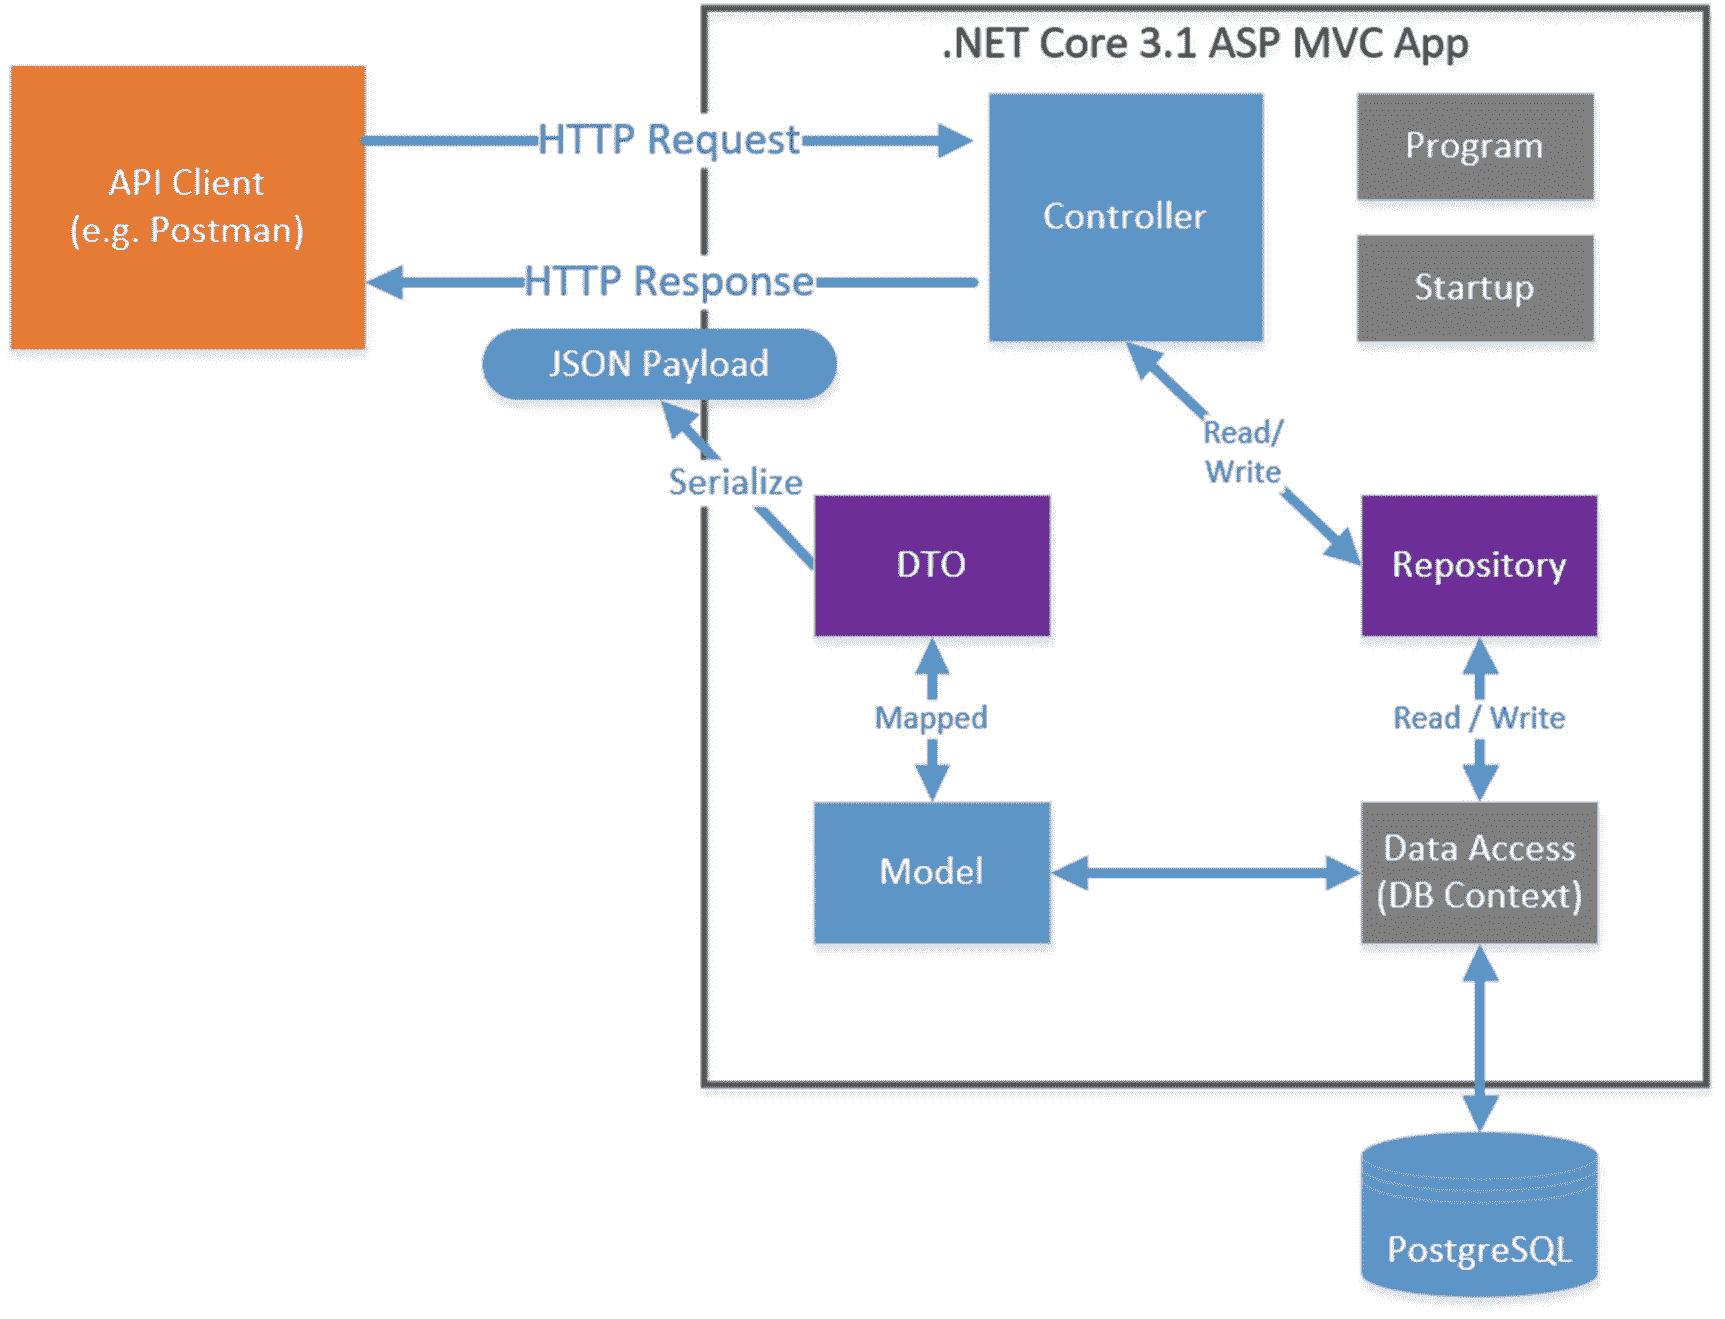 .NET Core 3.1 ASP MVC App
API Client
(e.g. Postman)
HTTP Request
Controller
Program
HTTP Response
Startup
JSON Payload
Read/
Write
Serialize
DTO
Repository
Mapped
Read / Write
Model
Data Access
(DB Context)
PostgreSQL